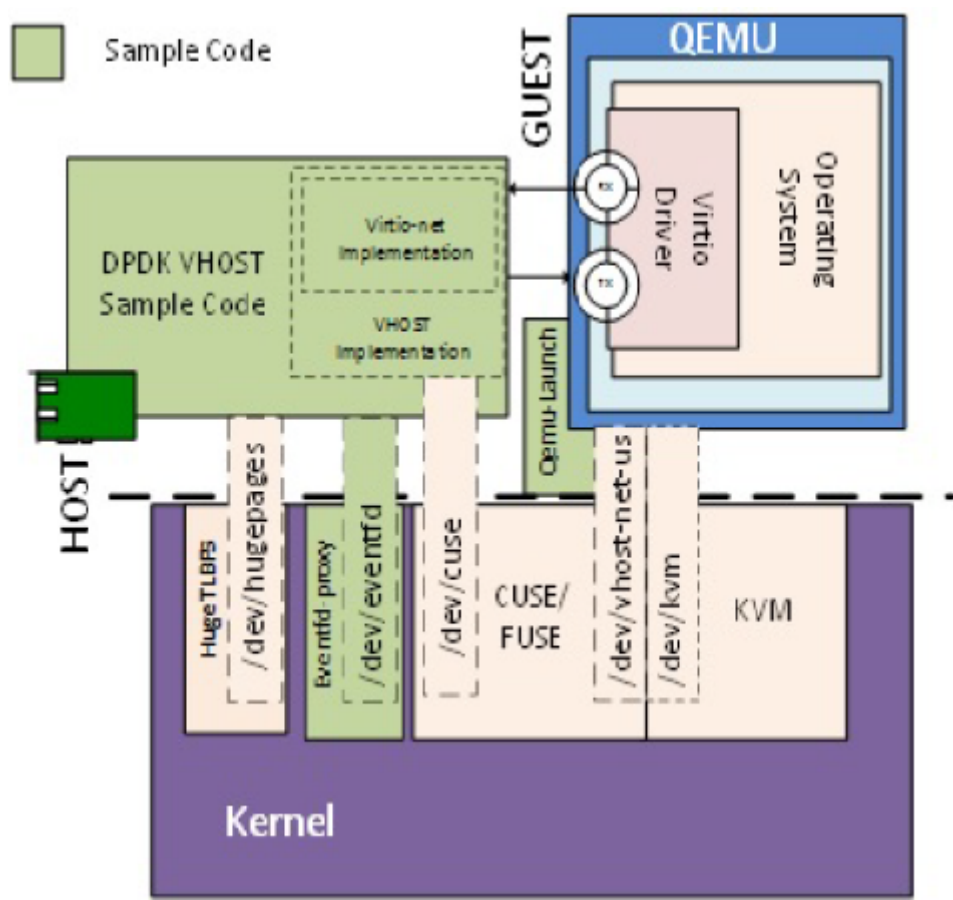 Sample Code
GUEST
QEMU
Operating
System
Virtio
Driver
Virtio-net
Implementation
DPDK VHOST
Sample Code
VHOST
Implementation
Qemu-Launch
HOST
HugeTLBFS
/dev/hugepages
Eventfd-proxy
/dev/eventfd
/dev/cuse
CUSE/
FUSE
/dev/vhost-net-us
/dev/kvm
KVM
Kernel